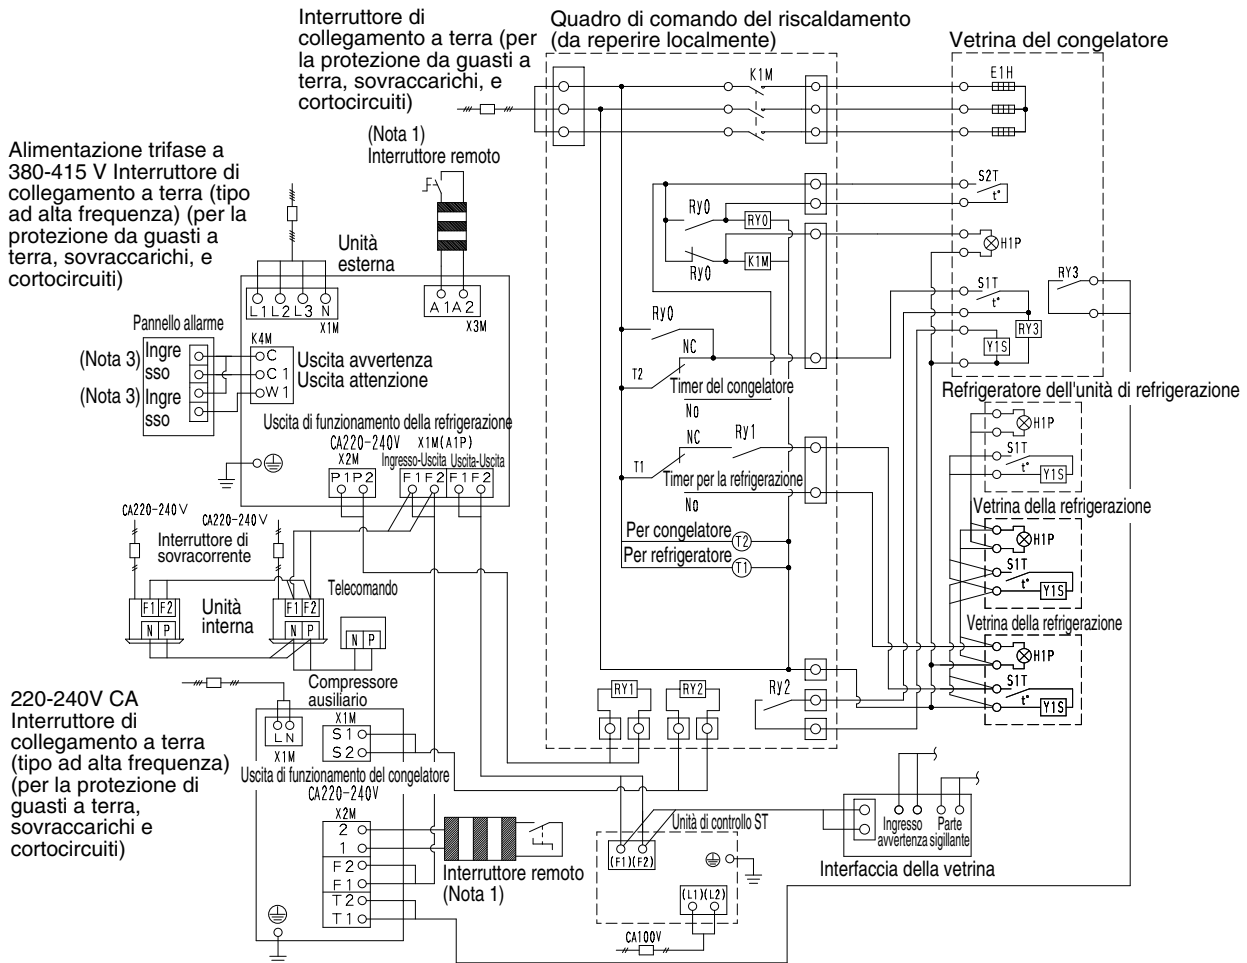 Interruttore di
collegamento a terra (per
la protezione da guasti a
terra, sovraccarichi, e
cortocircuiti)
Quadro di comando del riscaldamento
(da reperire localmente)
Vetrina del congelatore
K1M
E1H
(Nota 1)
Interruttore remoto
Alimentazione trifase a
380-415 V Interruttore di
collegamento a terra (tipo
ad alta frequenza) (per la
protezione da guasti a
terra, sovraccarichi, e
cortocircuiti)
Unità
esterna
S2T
t°
Ry0
RY0
H1P
K1M
Ry0
L1 L2 L3 N
X1M
A1 A2
X3M
S1T
t°
RY3
RY3
Y1S
Pannello allarme
K4M
(Nota 3)
Ingre
sso
C
C1
W1
Uscita avvertenza
Uscita attenzione
(Nota 3)
Ingre
sso
Ry0
NC
T2
Timer del congelatore
No
Refrigeratore dell'unità di refrigerazione
H1P
S1T
t°
Y1S
Uscita di funzionamento della refrigerazione
CA220-240V
X1M(A1P)
X2M
Ingresso-Uscita
Uscita-Uscita
P1P2
F1F2
F1F2
NC
Ry1
T1
Timer per la refrigerazione
No
Vetrina della refrigerazione
H1P
S1T
t°
Y1S
CA220-240V
CA220-240V
Interruttore di
sovracorrente
Per congelatore
T2
Per refrigeratore
T1
Telecomando
F1 F2
N P
Unità
interna
F1 F2
N P
N P
Vetrina della refrigerazione
H1P
S1T
t°
Y1S
220-240V CA
Interruttore di
collegamento a terra
(tipo ad alta frequenza)
(per la protezione di
guasti a terra,
sovraccarichi e
cortocircuiti)
Compressore
ausiliario
RY1
RY2
Ry2
L N
X1M
X1M
S1
S2
Uscita di funzionamento del congelatore
CA220-240V
X2M
2
1
F2
F1
T2
T1
Interruttore remoto
(Nota 1)
Unità di controllo ST
(F1)(F2)
(L1)(L2)
CA100V
Ingresso
avvertenza
Parte
sigillante
Interfaccia della vetrina